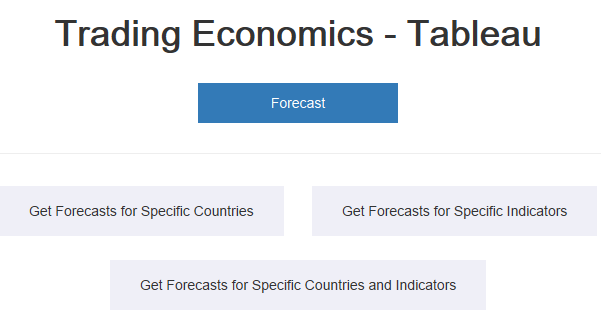 Trading Economics - Tableau
Forecast
Get Forecasts for Specific Countries
Get Forecasts for Specific Indicators
Get Forecasts for Specific Countries and Indicators